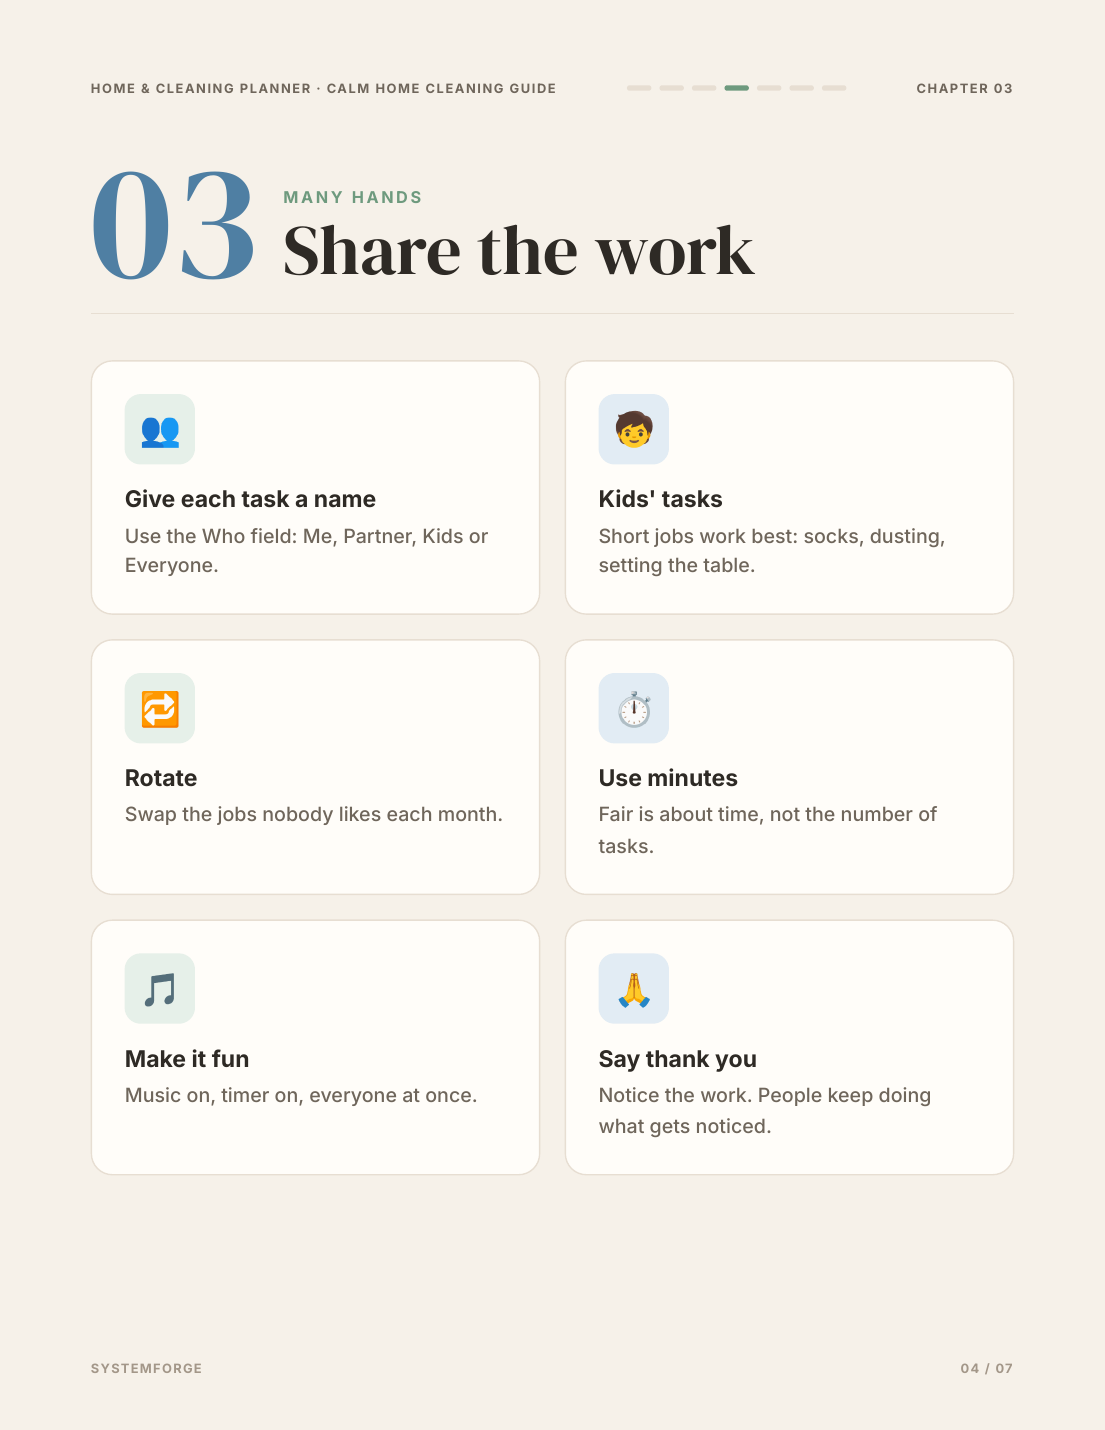 HOME & CLEANING PLANNER · CALM HOME CLEANING GUIDE
CHAPTER 03
03
MANY HANDS
Share the work
Give each task a name
Use the Who field: Me, Partner, Kids or
Everyone.
Kids' tasks
Short jobs work best: socks, dusting,
setting the table.
Rotate
Swap the jobs nobody likes each month.
Use minutes
Fair is about time, not the number of
tasks.
Make it fun
Music on, timer on, everyone at once.
Say thank you
Notice the work. People keep doing
what gets noticed.
SYSTEMFORGE
04 / 07